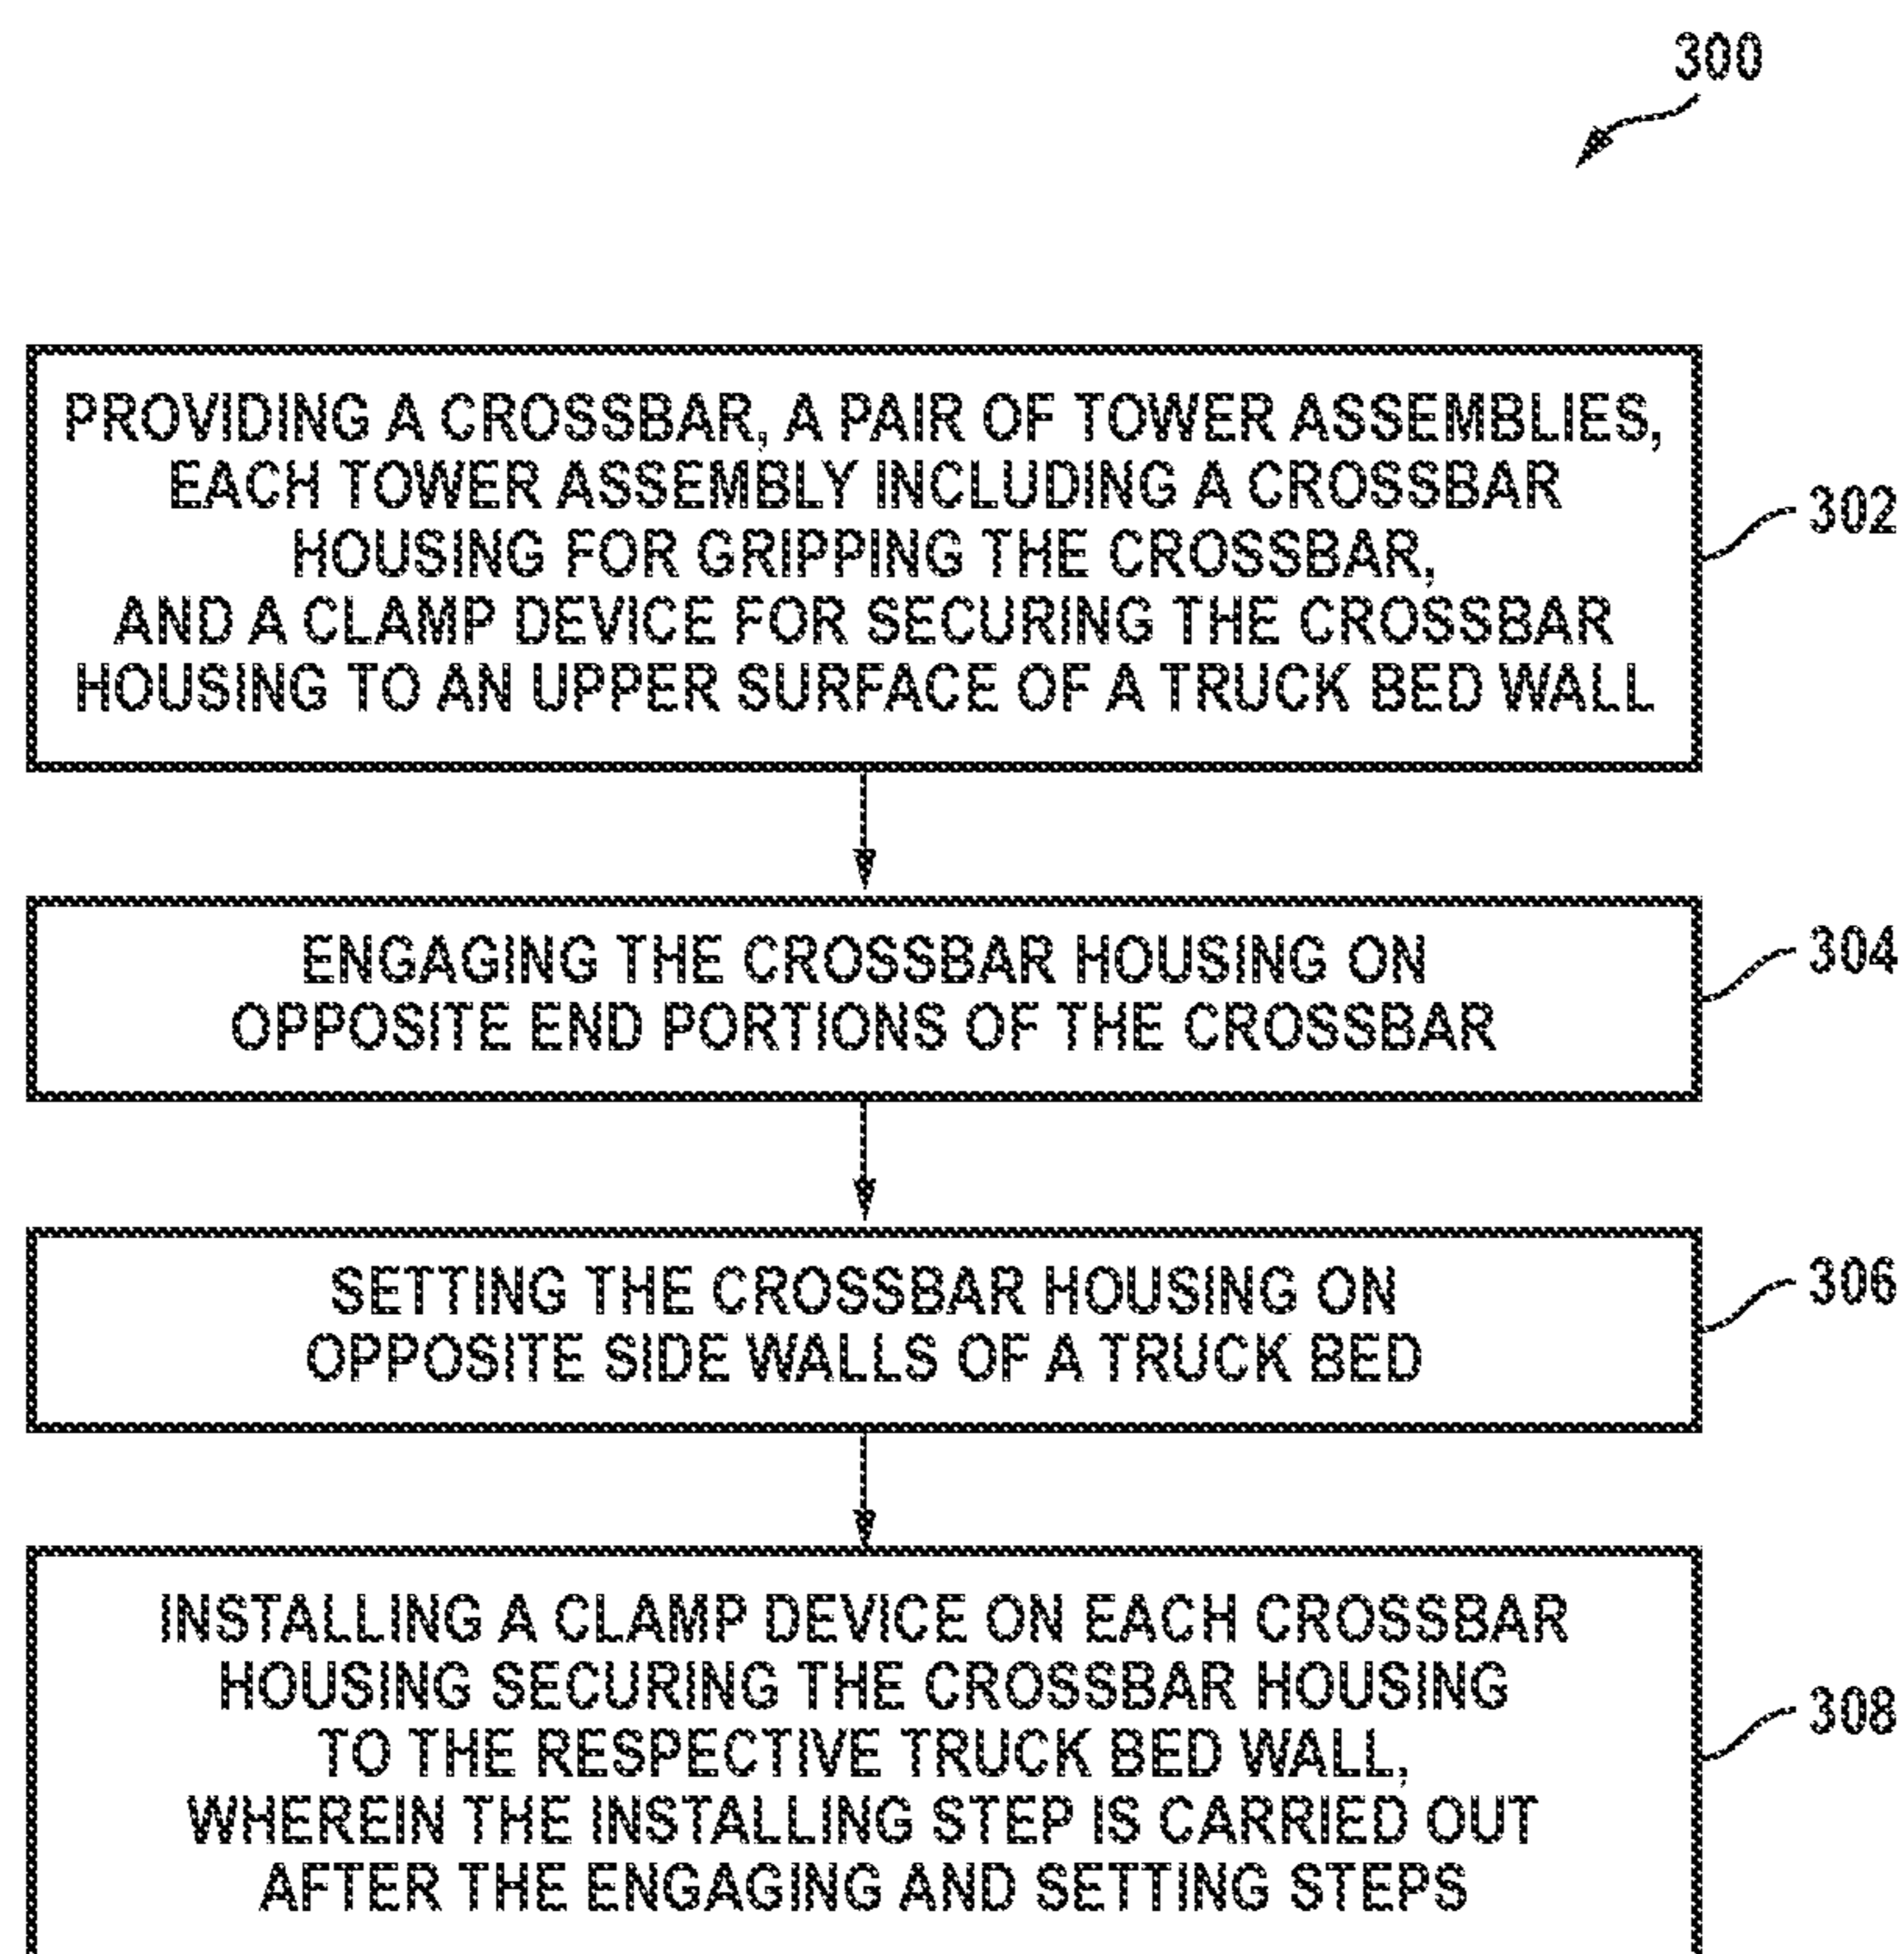 300
PROVIDING A CROSSBAR, A PAIR OF TOWER ASSEMBLIES,
EACH TOWER ASSEMBLY INCLUDING A CROSSBAR
HOUSING FOR GRIPPING THE CROSSBAR,
AND A CLAMP DEVICE FOR SECURING THE CROSSBAR
HOUSING TO AN UPPER SURFACE OF A TRUCK BED WALL
302
ENGAGING THE CROSSBAR HOUSING ON
OPPOSITE END PORTIONS OF THE CROSSBAR
304
SETTING THE CROSSBAR HOUSING ON
OPPOSITE SIDE WALLS OF A TRUCK BED
306
INSTALLING A CLAMP DEVICE ON EACH CROSSBAR
HOUSING SECURING THE CROSSBAR HOUSING
TO THE RESPECTIVE TRUCK BED WALL,
WHEREIN THE INSTALLING STEP IS CARRIED OUT
AFTER THE ENGAGING AND SETTING STEPS
308